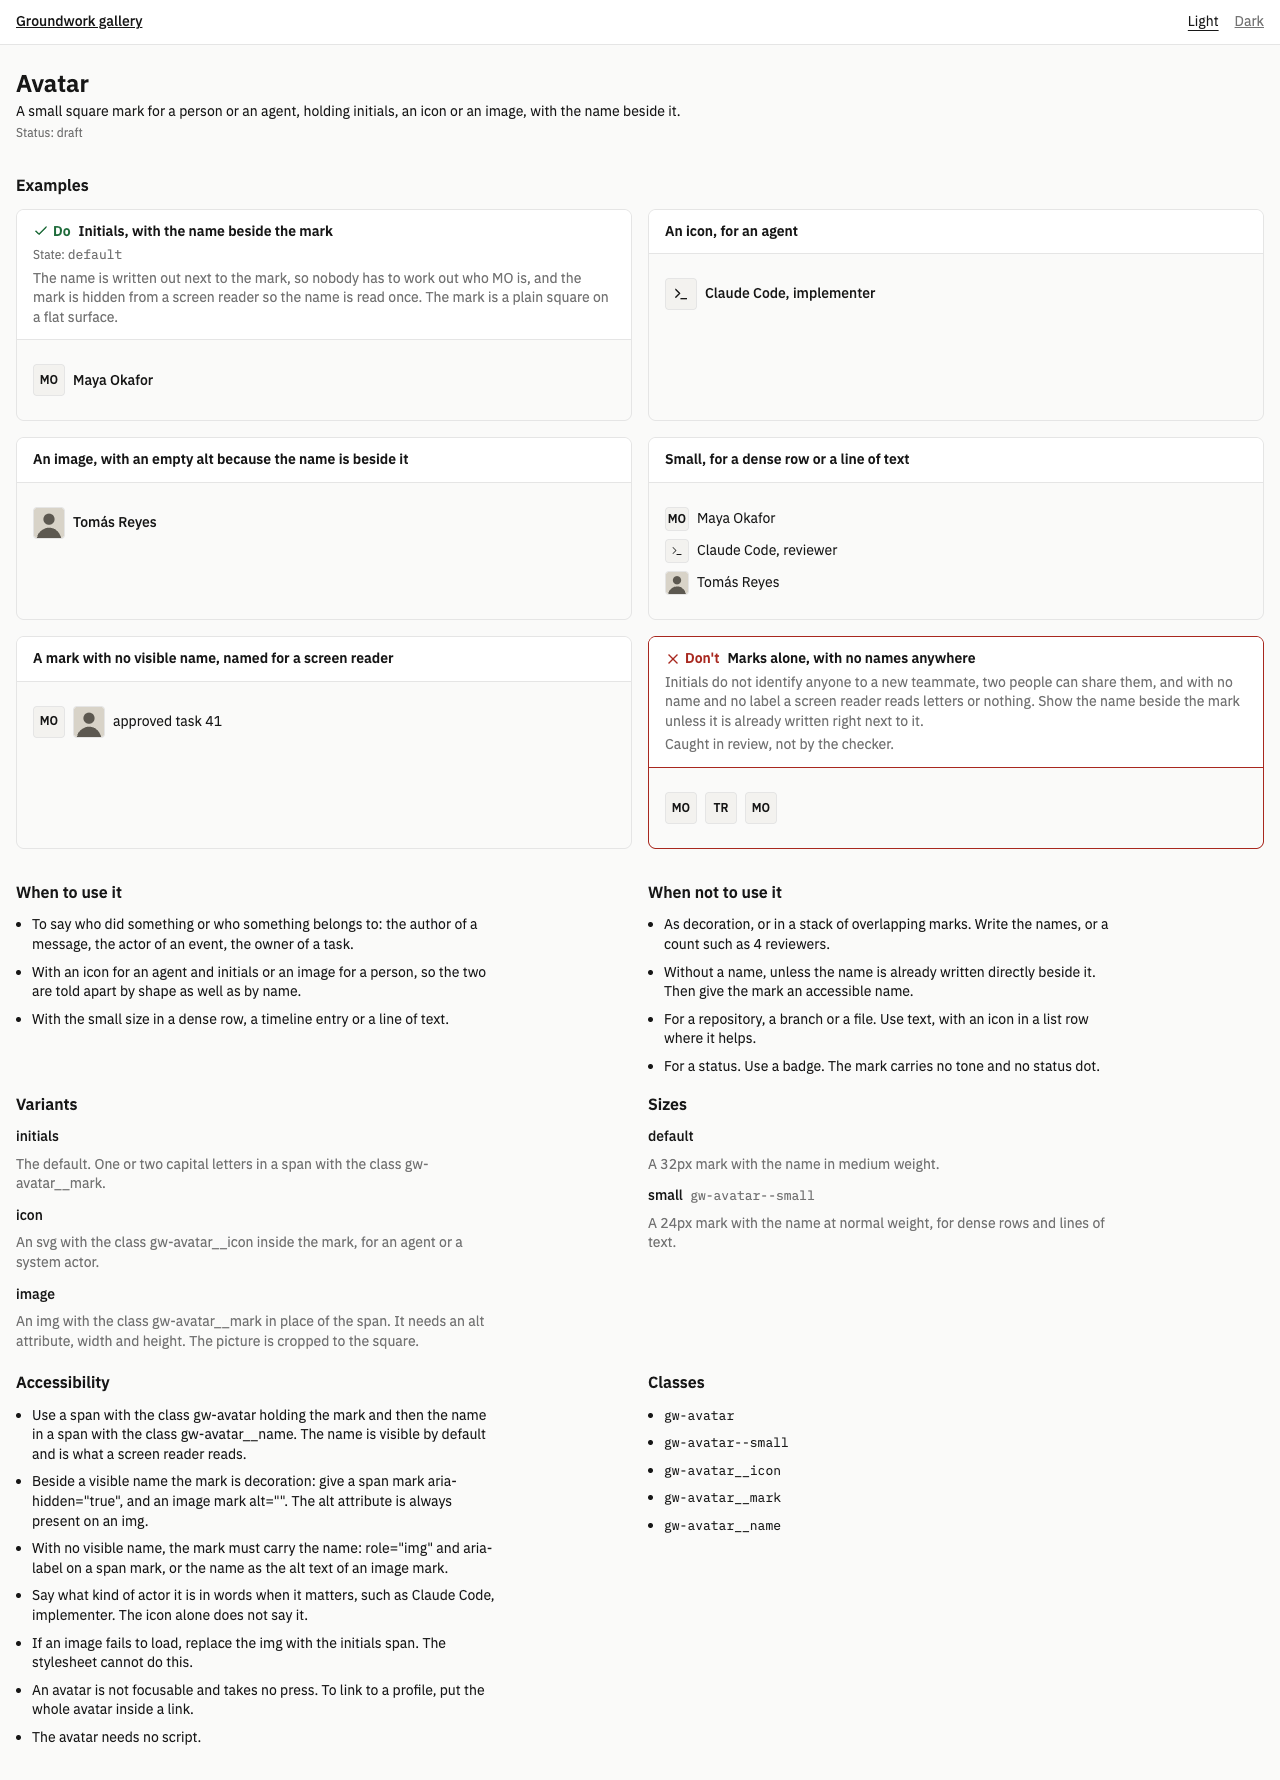 Groundwork gallery
Light Dark
Avatar
A small square mark for a person or an agent, holding initials, an icon or an image, with the name beside it.
Status: draft
Examples
Do Initials, with the name beside the mark
State: default
The name is written out next to the mark, so nobody has to work out who MO is, and the
mark is hidden from a screen reader so the name is read once. The mark is a plain square on
a flat surface.
MO Maya Okafor
An icon, for an agent
Claude Code, implementer
An image, with an empty alt because the name is beside it
Tomás Reyes
Small, for a dense row or a line of text
MO Maya Okafor
Claude Code, reviewer
Tomás Reyes
A mark with no visible name, named for a screen reader
MO approved task 41
Don't Marks alone, with no names anywhere
Initials do not identify anyone to a new teammate, two people can share them, and with no
name and no label a screen reader reads letters or nothing. Show the name beside the mark
unless it is already written right next to it.
Caught in review, not by the checker.
MO TR MO
When to use it
To say who did something or who something belongs to: the author of a
message, the actor of an event, the owner of a task.
With an icon for an agent and initials or an image for a person, so the two
are told apart by shape as well as by name.
With the small size in a dense row, a timeline entry or a line of text.
When not to use it
As decoration, or in a stack of overlapping marks. Write the names, or a
count such as 4 reviewers.
Without a name, unless the name is already written directly beside it.
Then give the mark an accessible name.
For a repository, a branch or a file. Use text, with an icon in a list row
where it helps.
For a status. Use a badge. The mark carries no tone and no status dot.
Variants
initials
The default. One or two capital letters in a span with the class gw-
avatar__mark.
icon
An svg with the class gw-avatar__icon inside the mark, for an agent or a
system actor.
image
An img with the class gw-avatar__mark in place of the span. It needs an alt
attribute, width and height. The picture is cropped to the square.
Sizes
default
A 32px mark with the name in medium weight.
small gw-avatar--small
A 24px mark with the name at normal weight, for dense rows and lines of
text.
Accessibility
Use a span with the class gw-avatar holding the mark and then the name
in a span with the class gw-avatar__name. The name is visible by default
and is what a screen reader reads.
Beside a visible name the mark is decoration: give a span mark aria-
hidden="true", and an image mark alt="". The alt attribute is always
present on an img.
With no visible name, the mark must carry the name: role="img" and aria-
label on a span mark, or the name as the alt text of an image mark.
Say what kind of actor it is in words when it matters, such as Claude Code,
implementer. The icon alone does not say it.
If an image fails to load, replace the img with the initials span. The
stylesheet cannot do this.
An avatar is not focusable and takes no press. To link to a profile, put the
whole avatar inside a link.
The avatar needs no script.
Classes
gw-avatar
gw-avatar--small
gw-avatar__icon
gw-avatar__mark
gw-avatar__name